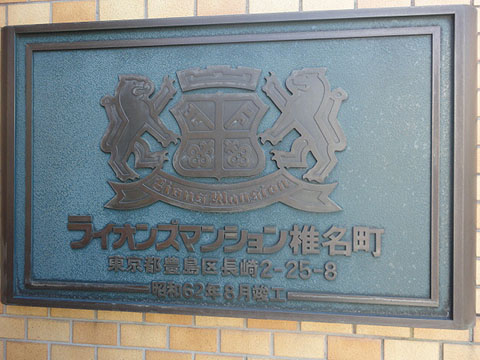 Lions Mansion
ライオンズマンション椎名町
東京都豊島区長崎2-25-8
昭和62年8月竣工